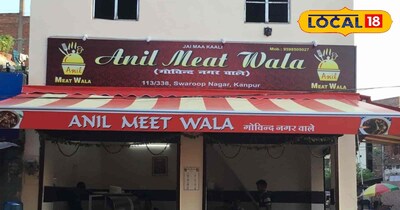 LOCAL 18
JAI MAA KAALI
Anil Meat Wala
(गोविन्द नगर वाले)
113/338, Swaroop Nagar, Kanpur
Anil
MEAT WALA
Anil
MEAT WALA
ANIL MEET WALA गोविन्द नगर वाले